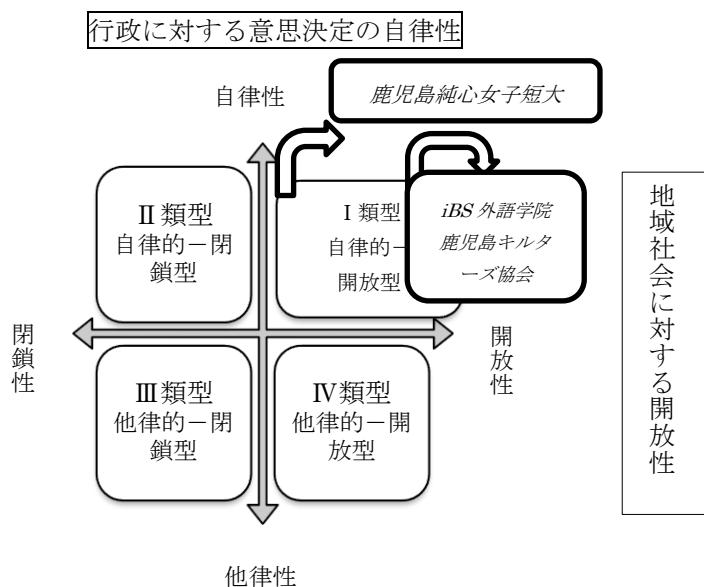 行政に対する意思決定の自律性
自律性
鹿児島純心女子短大
Ⅱ類型
自律的－閉
鎖型
Ⅰ類型
自律的－
開放型
iBS 外語学院
鹿児島キルタ
ーズ協会
閉鎖性
開放性
地域社会に対する開放性
Ⅲ類型
他律的－閉
鎖型
Ⅳ類型
他律的－開
放型
他律性